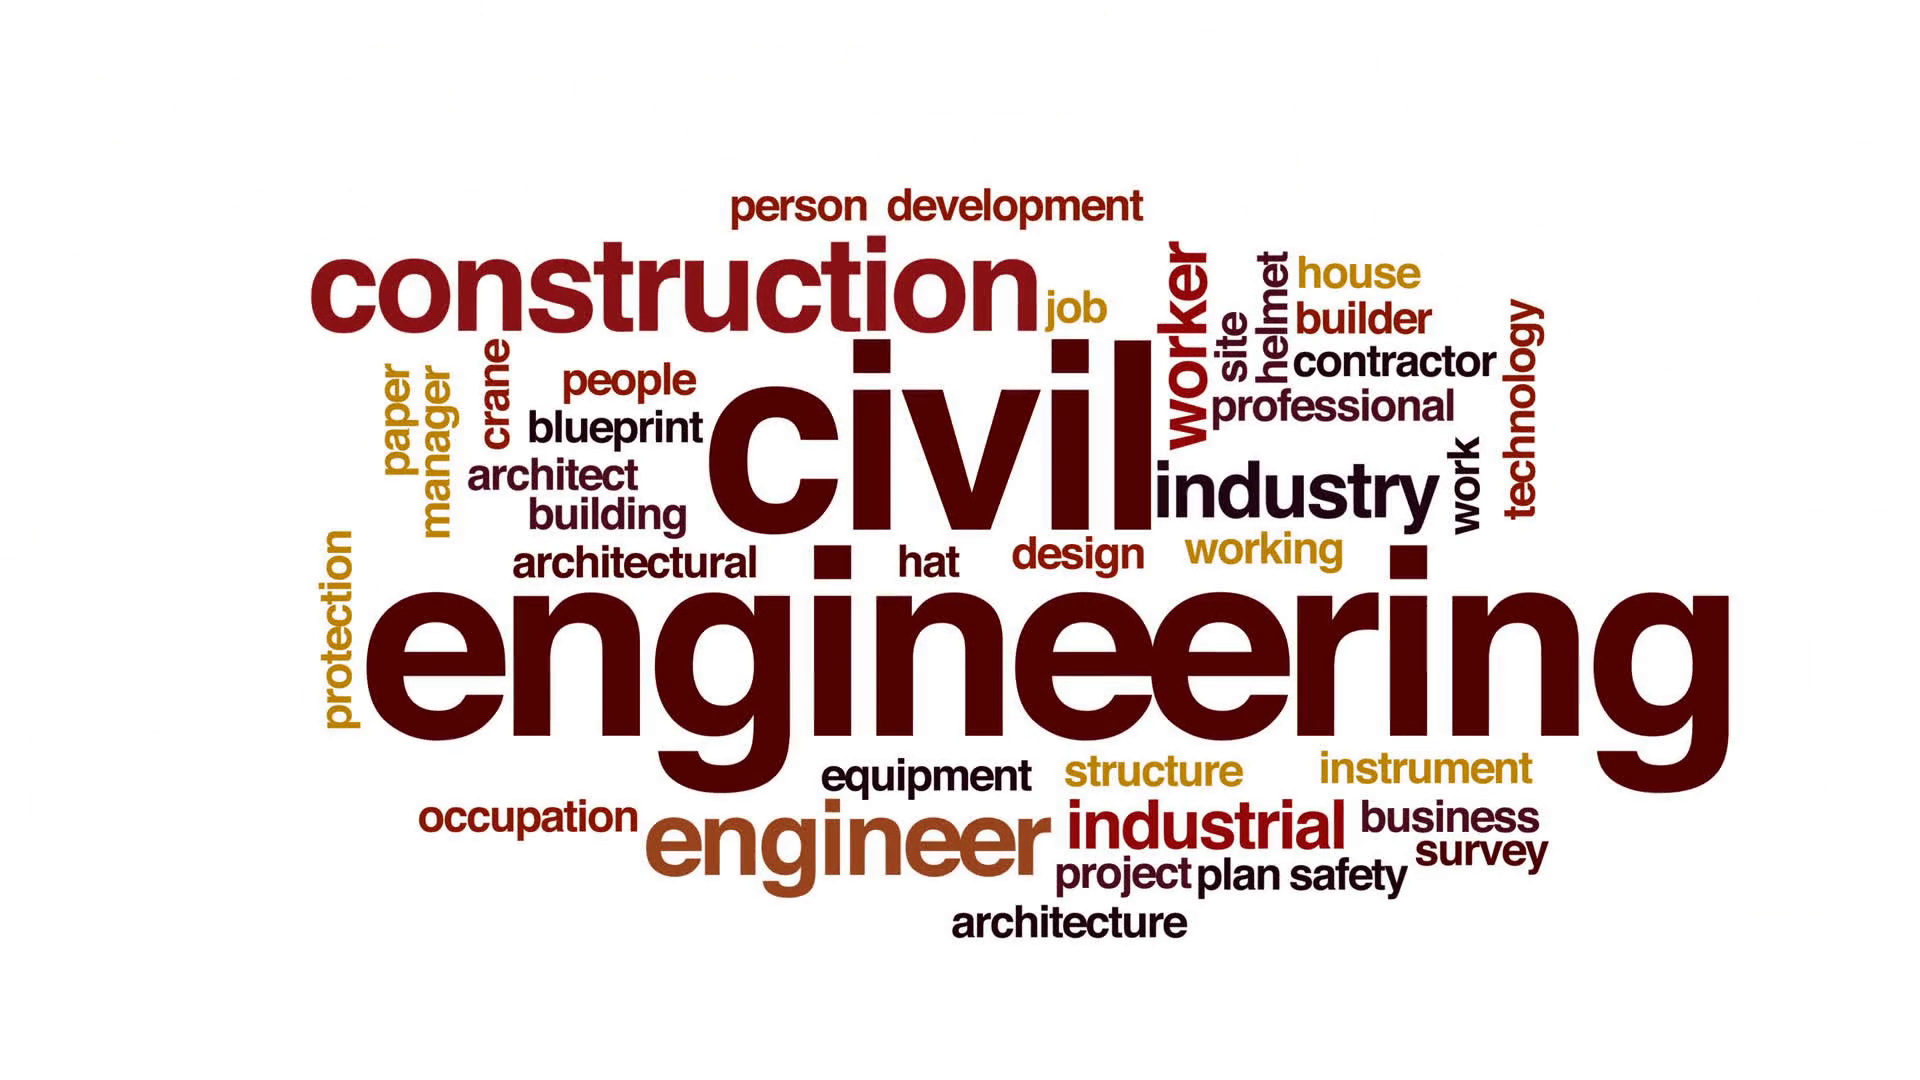 person development
construction
job
worker
site
helmet
house
builder
contractor
professional
technology
paper
manager
crane
people
blueprint
architect
building
civil
industry
work
architectural
hat
design
working
protection
engineering
equipment
structure
instrument
occupation
engineer
industrial
business
survey
project
plan
safety
architecture